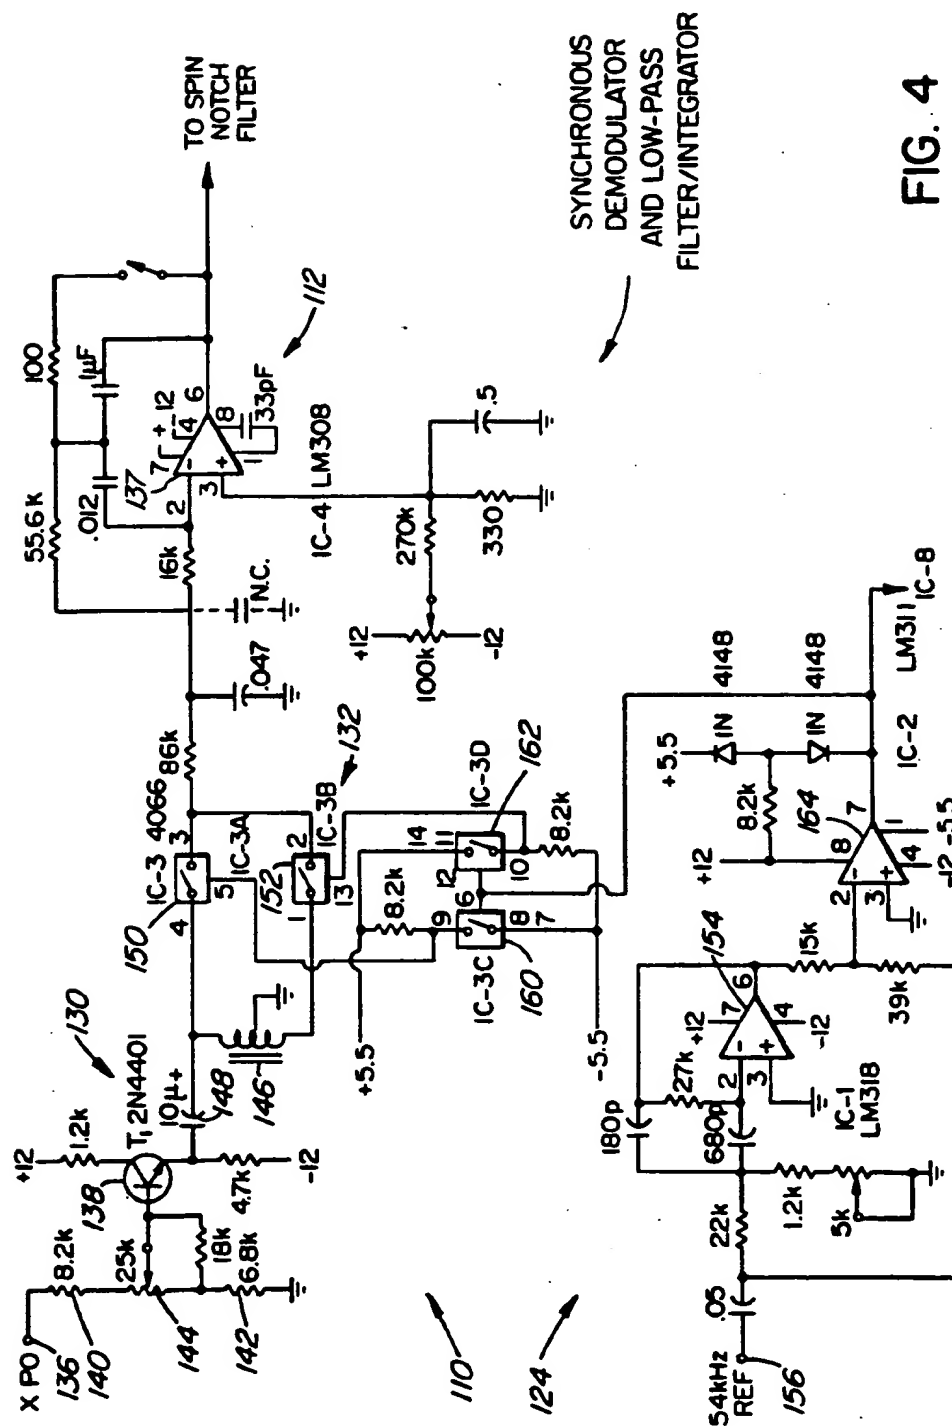 TO SPIN
NOTCH
FILTER
SYNCHRONOUS
DEMODULATOR
AND LOW-PASS
FILTER/INTEGRATOR
FIG. 4
X PO
136
8.2k
140
25k
144
18k
6.8k
142
138
+12
1.2k
T1 2N4401
130
4.7k
-12
10µ
+
148
146
150
IC-3
4066
4
3
5
IC-3A
152
1
2
13
IC-3B
132
86k
.047
N.C.
16k
55.6k
.012
100
1µF
137
7
+12
-12
4
2
3
-
+
6
8
1
33pF
112
IC-4
LM308
+12
100k
-12
270k
330
.5
+5.5
8.2k
9
14
11
12
10
IC-3D
162
6
8
7
IC-3C
160
8.2k
-5.5
110
124
54kHz
REF
156
.05
22k
1.2k
5k
180p
680p
27k
2
3
-
+
+12
7
154
6
4
-12
IC-1
LM318
15k
39k
2
3
-
+
+12
8
164
7
1
4
-12
-5.5
8.2k
+5.5
1N
4148
1N
4148
IC-2
LM311
IC-8